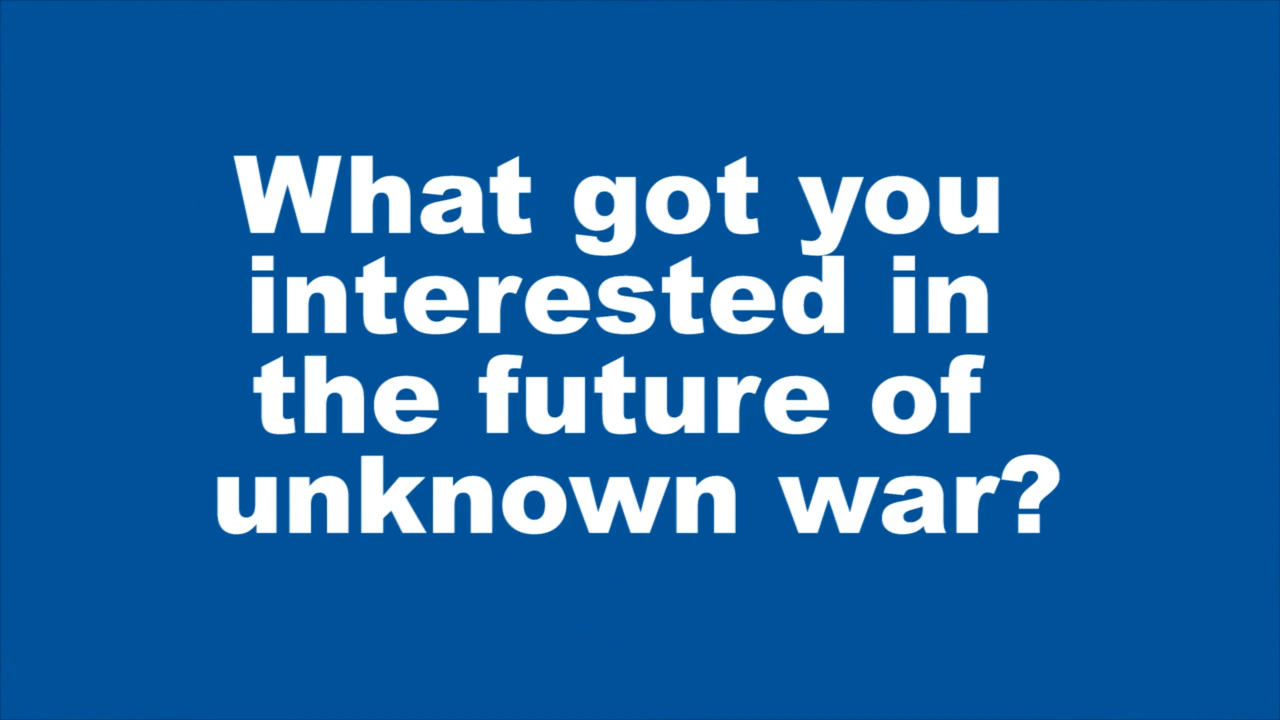 What got you
interested in
the future of
unknown war?